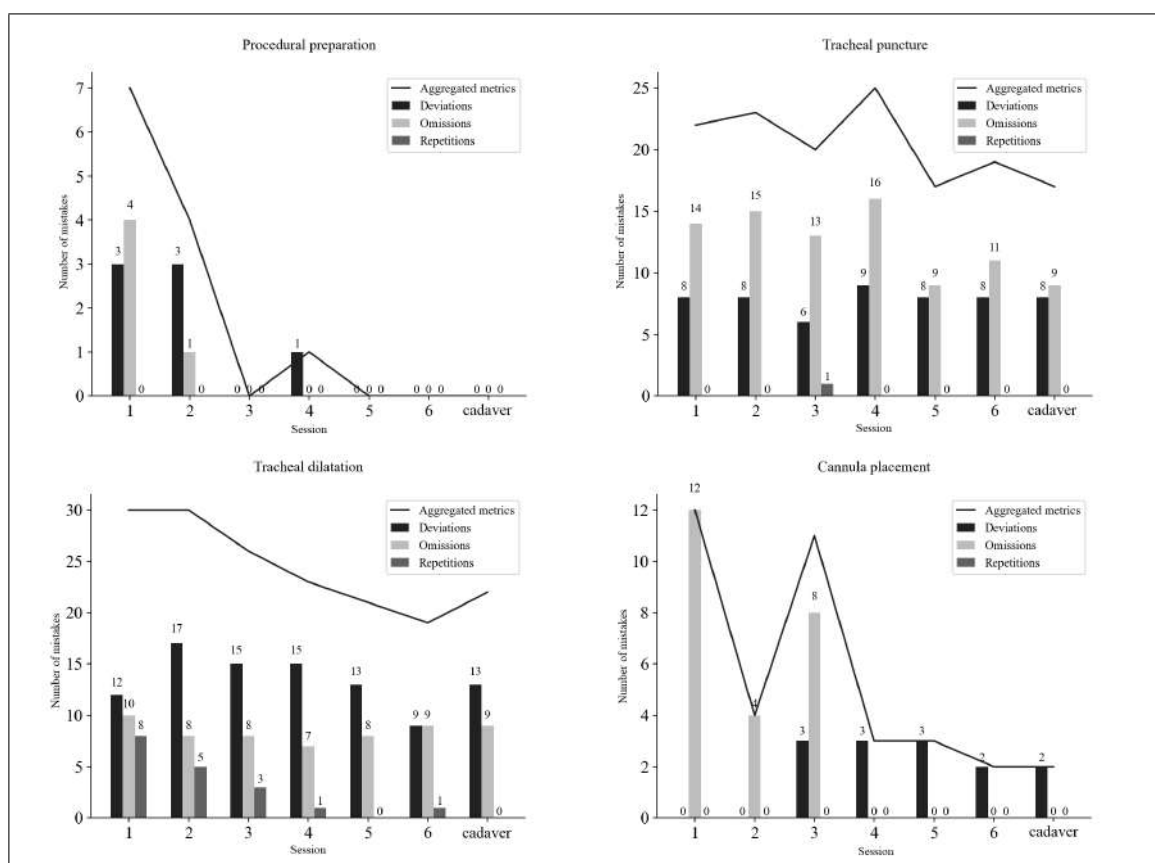 Procedural preparation
Number of mistakes
7
6
5
4
3
2
1
0
Aggregated metrics
Deviations
Omissions
Repetitions
3 4 0
3 1 0
0 0 0
1 0 0
0 0 0
0 0 0
0 0 0
1 2 3 4 5 6 cadaver
Session
Tracheal puncture
Number of mistakes
25
20
15
10
5
0
Aggregated metrics
Deviations
Omissions
Repetitions
8 14 0
8 15 0
6 13 1
9 16 0
8 9 0
8 11 0
8 9 0
1 2 3 4 5 6 cadaver
Session
Tracheal dilatation
Number of mistakes
30
25
20
15
10
5
0
Aggregated metrics
Deviations
Omissions
Repetitions
12 10 8
17 8 5
15 8 3
15 7 1
13 8 0
9 9 1
13 9 0
1 2 3 4 5 6 cadaver
Session
Cannula placement
Number of mistakes
12
10
8
6
4
2
0
Aggregated metrics
Deviations
Omissions
Repetitions
0 12 0
0 4 0
3 8 0
3 0 0
3 0 0
2 0 0
2 0 0
1 2 3 4 5 6 cadaver
Session